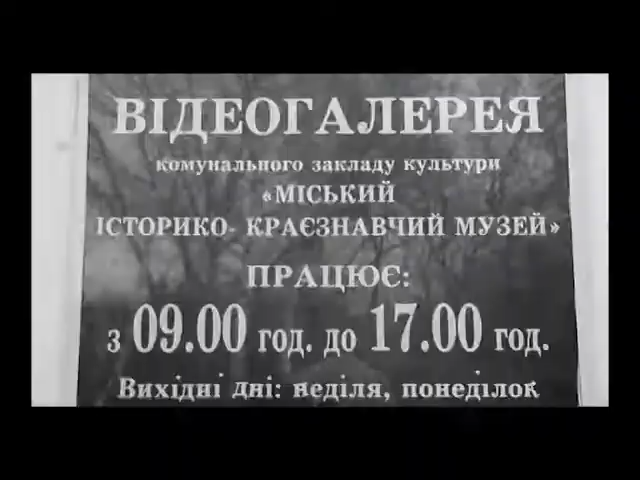 ВІДЕОГАЛЕРЕЯ
комунального закладу культури
«МІСЬКИЙ
ІСТОРИКО- КРАЄЗНАВЧИЙ МУЗЕЙ»
ПРАЦЮЄ:
з 09.00 год. до 17.00 год.
Вихідні дні: неділя, понеділок